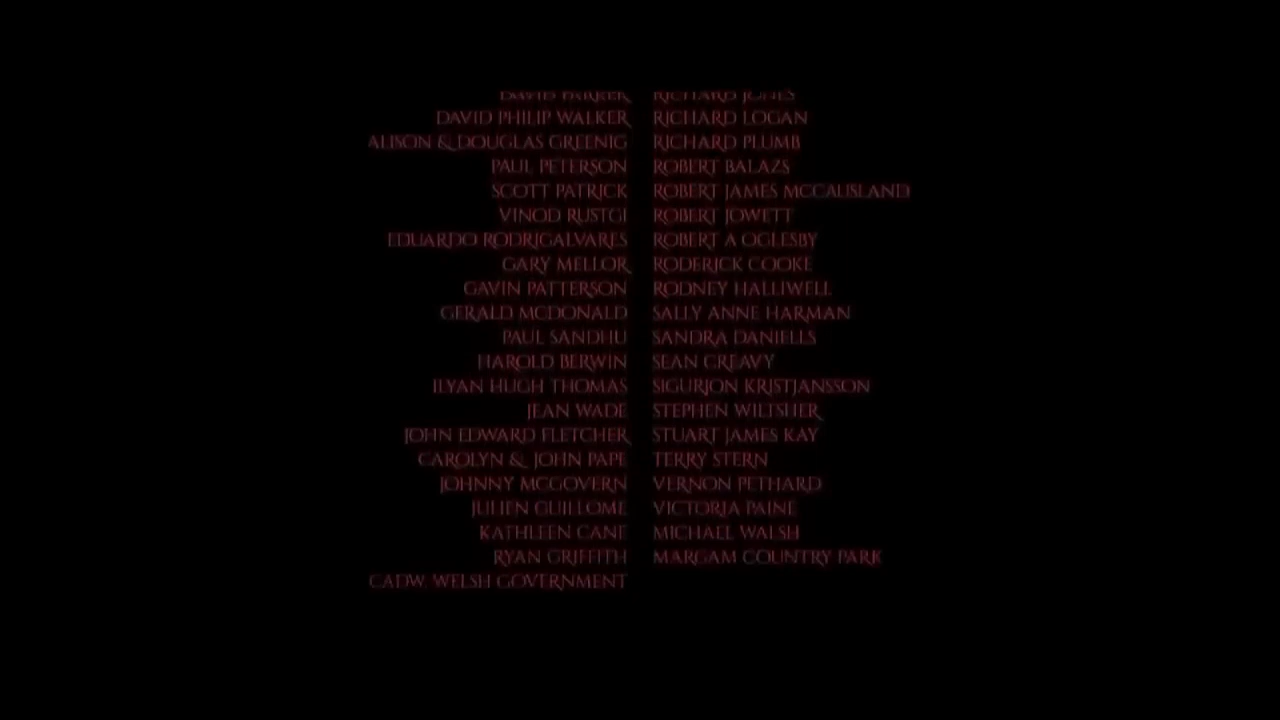 DAVID PARKER RICHARD JONES
DAVID PHILIP WALKER RICHARD LOGAN
ALISON & DOUGLAS GREENIG RICHARD PLUMB
PAUL PETERSON ROBERT BALAZS
SCOTT PATRICK ROBERT JAMES MCCAUSLAND
VINOD RUSTGI ROBERT JOWETT
EDUARDO RODRIGALVARES ROBERT A OGLESBY
GARY MELLOR RODERICK COOKE
GAVIN PATTERSON RODNEY HALLIWELL
GERALD MCDONALD SALLY ANNE HARMAN
PAUL SANDHU SANDRA DANIELLS
HAROLD BERWIN SEAN CREAVY
ILYAN HUGH THOMAS SIGURJON KRISTJANSSON
JEAN WADE STEPHEN WILTSHER
JOHN EDWARD FLETCHER STUART JAMES KAY
CAROLYN & JOHN PAPE TERRY STERN
JOHNNY MCGOVERN VERNON PETHARD
JULIEN GUILLOME VICTORIA PAINE
KATHLEEN CANE MICHAEL WALSH
RYAN GRIFFITH MARGAM COUNTRY PARK
CADW, WELSH GOVERNMENT